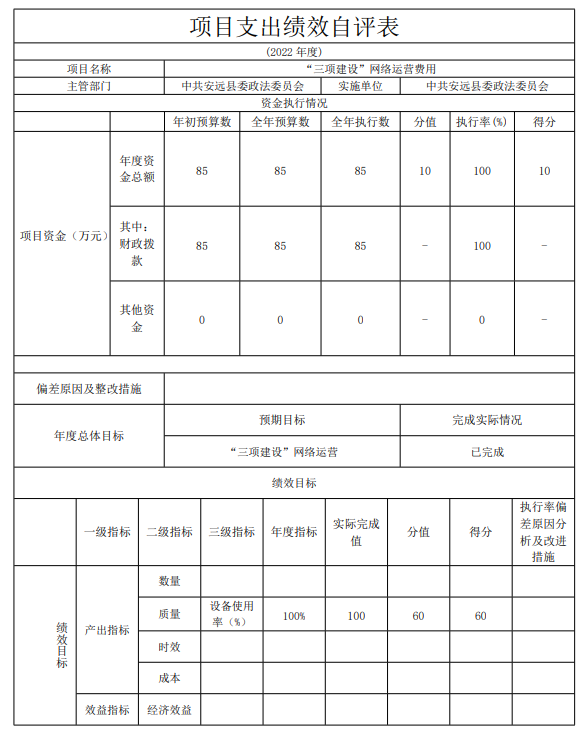 项目支出绩效自评表
(2022 年度)
项目名称 “三项建设”网络运营费用
主管部门 中共安远县委政法委员会 实施单位 中共安远县委政法委员会
资金执行情况
年初预算数 全年预算数 全年执行数 分值 执行率(%) 得分
项目资金（万元）
年度资
金总额
85 85 85 10 100 10
其中:
财政拨
款
85 85 85 – 100 –
其他资
金
0 0 0 – 0 –
偏差原因及整改措施
年度总体目标
预期目标 完成实际情况
“三项建设”网络运营 已完成
绩效目标
一级指标 二级指标 三级指标 年度指标
实际完成
值
分值 得分
执行率偏
差原因分
析及改进
措施
绩效目标
产出指标
数量
质量
设备使用
率（%）
100% 100 60 60
时效
成本
效益指标 经济效益